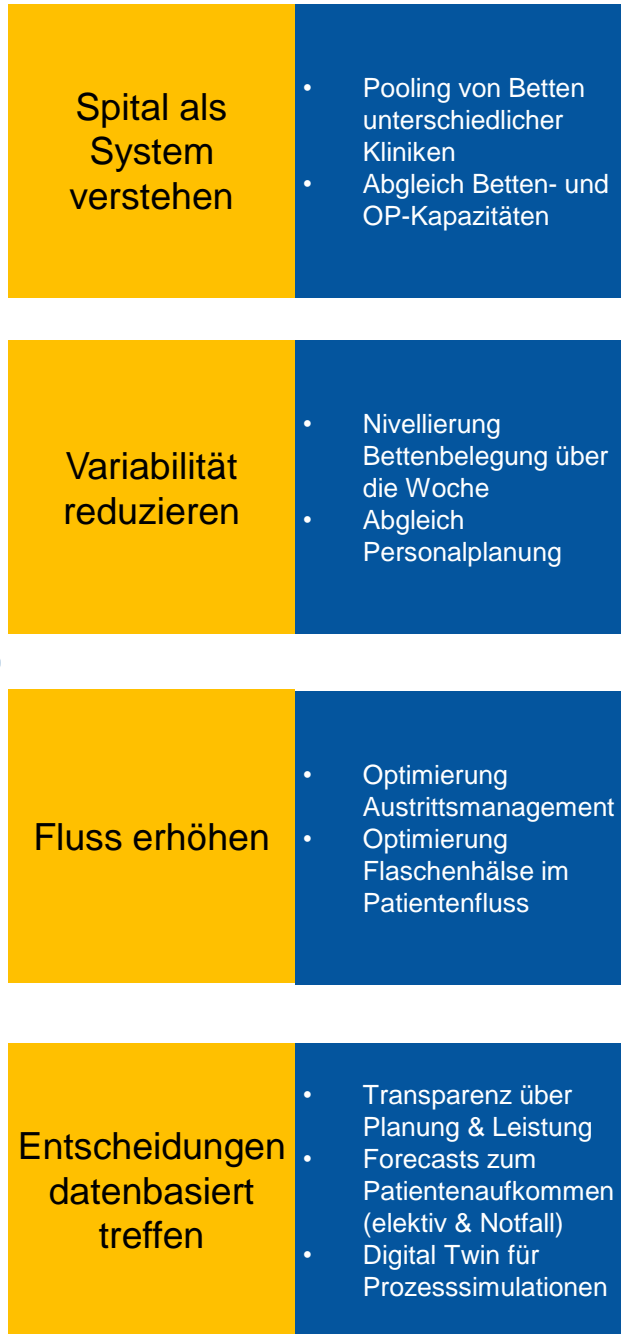 Spital als
System
verstehen
• Pooling von Betten
unterschiedlicher
Kliniken
• Abgleich Betten- und
OP-Kapazitäten
Variabilität
reduzieren
• Nivellierung
Bettenbelegung über
die Woche
• Abgleich
Personalplanung
Fluss erhöhen
• Optimierung
Austrittsmanagement
• Optimierung
Flaschenhälse im
Patientenfluss
Entscheidungen
datenbasiert
treffen
• Transparenz über
Planung & Leistung
• Forecasts zum
Patientenaufkommen
(elektiv & Notfall)
• Digital Twin für
Prozesssimulationen